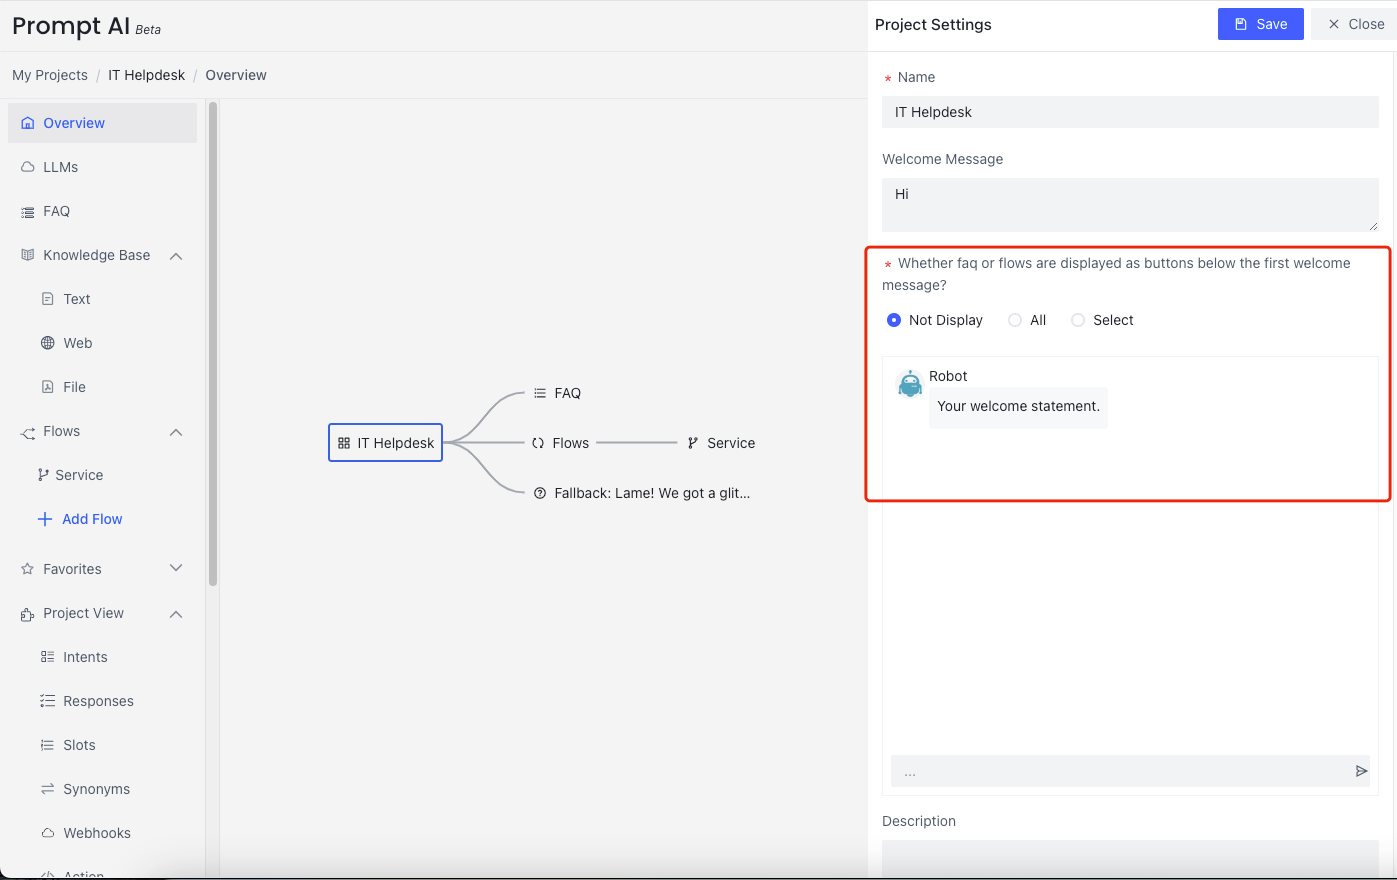 Prompt AI Beta
My Projects / IT Helpdesk / Overview
Overview
LLMs
FAQ
Knowledge Base
Text
Web
File
Flows
Service
Add Flow
Favorites
Project View
Intents
Responses
Slots
Synonyms
Webhooks
Action
IT Helpdesk
FAQ
Flows
Service
Fallback: Lame! We got a glit...
Project Settings
Save
Close
* Name
IT Helpdesk
Welcome Message
Hi
* Whether faq or flows are displayed as buttons below the first welcome
message?
Not Display
All
Select
Robot
Your welcome statement.
...
Description